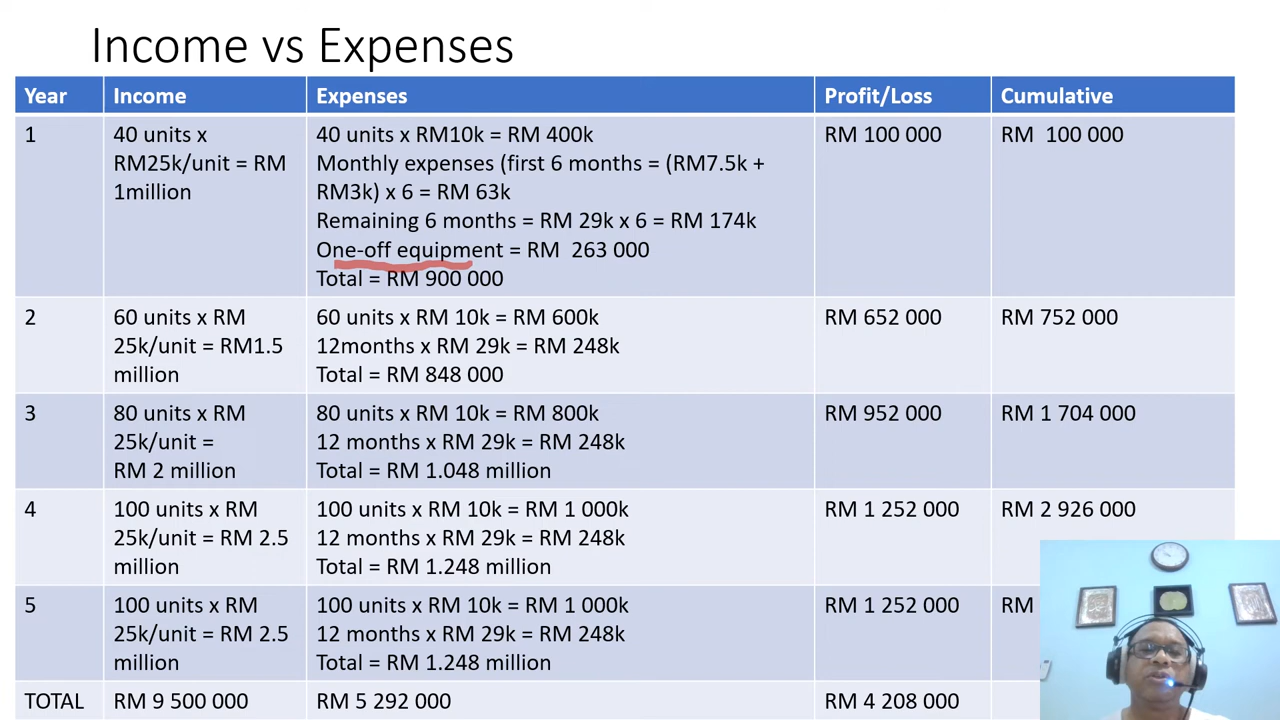 Income vs Expenses
Year Income Expenses Profit/Loss Cumulative
1
40 units x
RM25k/unit = RM
1million
40 units x RM10k = RM 400k
Monthly expenses (first 6 months = (RM7.5k +
RM3k) x 6 = RM 63k
Remaining 6 months = RM 29k x 6 = RM 174k
One-off equipment = RM 263 000
Total = RM 900 000
RM 100 000
RM 100 000
2
60 units x RM
25k/unit = RM1.5
million
60 units x RM 10k = RM 600k
12months x RM 29k = RM 248k
Total = RM 848 000
RM 652 000
RM 752 000
3
80 units x RM
25k/unit =
RM 2 million
80 units x RM 10k = RM 800k
12 months x RM 29k = RM 248k
Total = RM 1.048 million
RM 952 000
RM 1 704 000
4
100 units x RM
25k/unit = RM 2.5
million
100 units x RM 10k = RM 1 000k
12 months x RM 29k = RM 248k
Total = RM 1.248 million
RM 1 252 000
RM 2 926 000
5
100 units x RM
25k/unit = RM 2.5
million
100 units x RM 10k = RM 1 000k
12 months x RM 29k = RM 248k
Total = RM 1.248 million
RM 1 252 000
RM
TOTAL RM 9 500 000 RM 5 292 000 RM 4 208 000